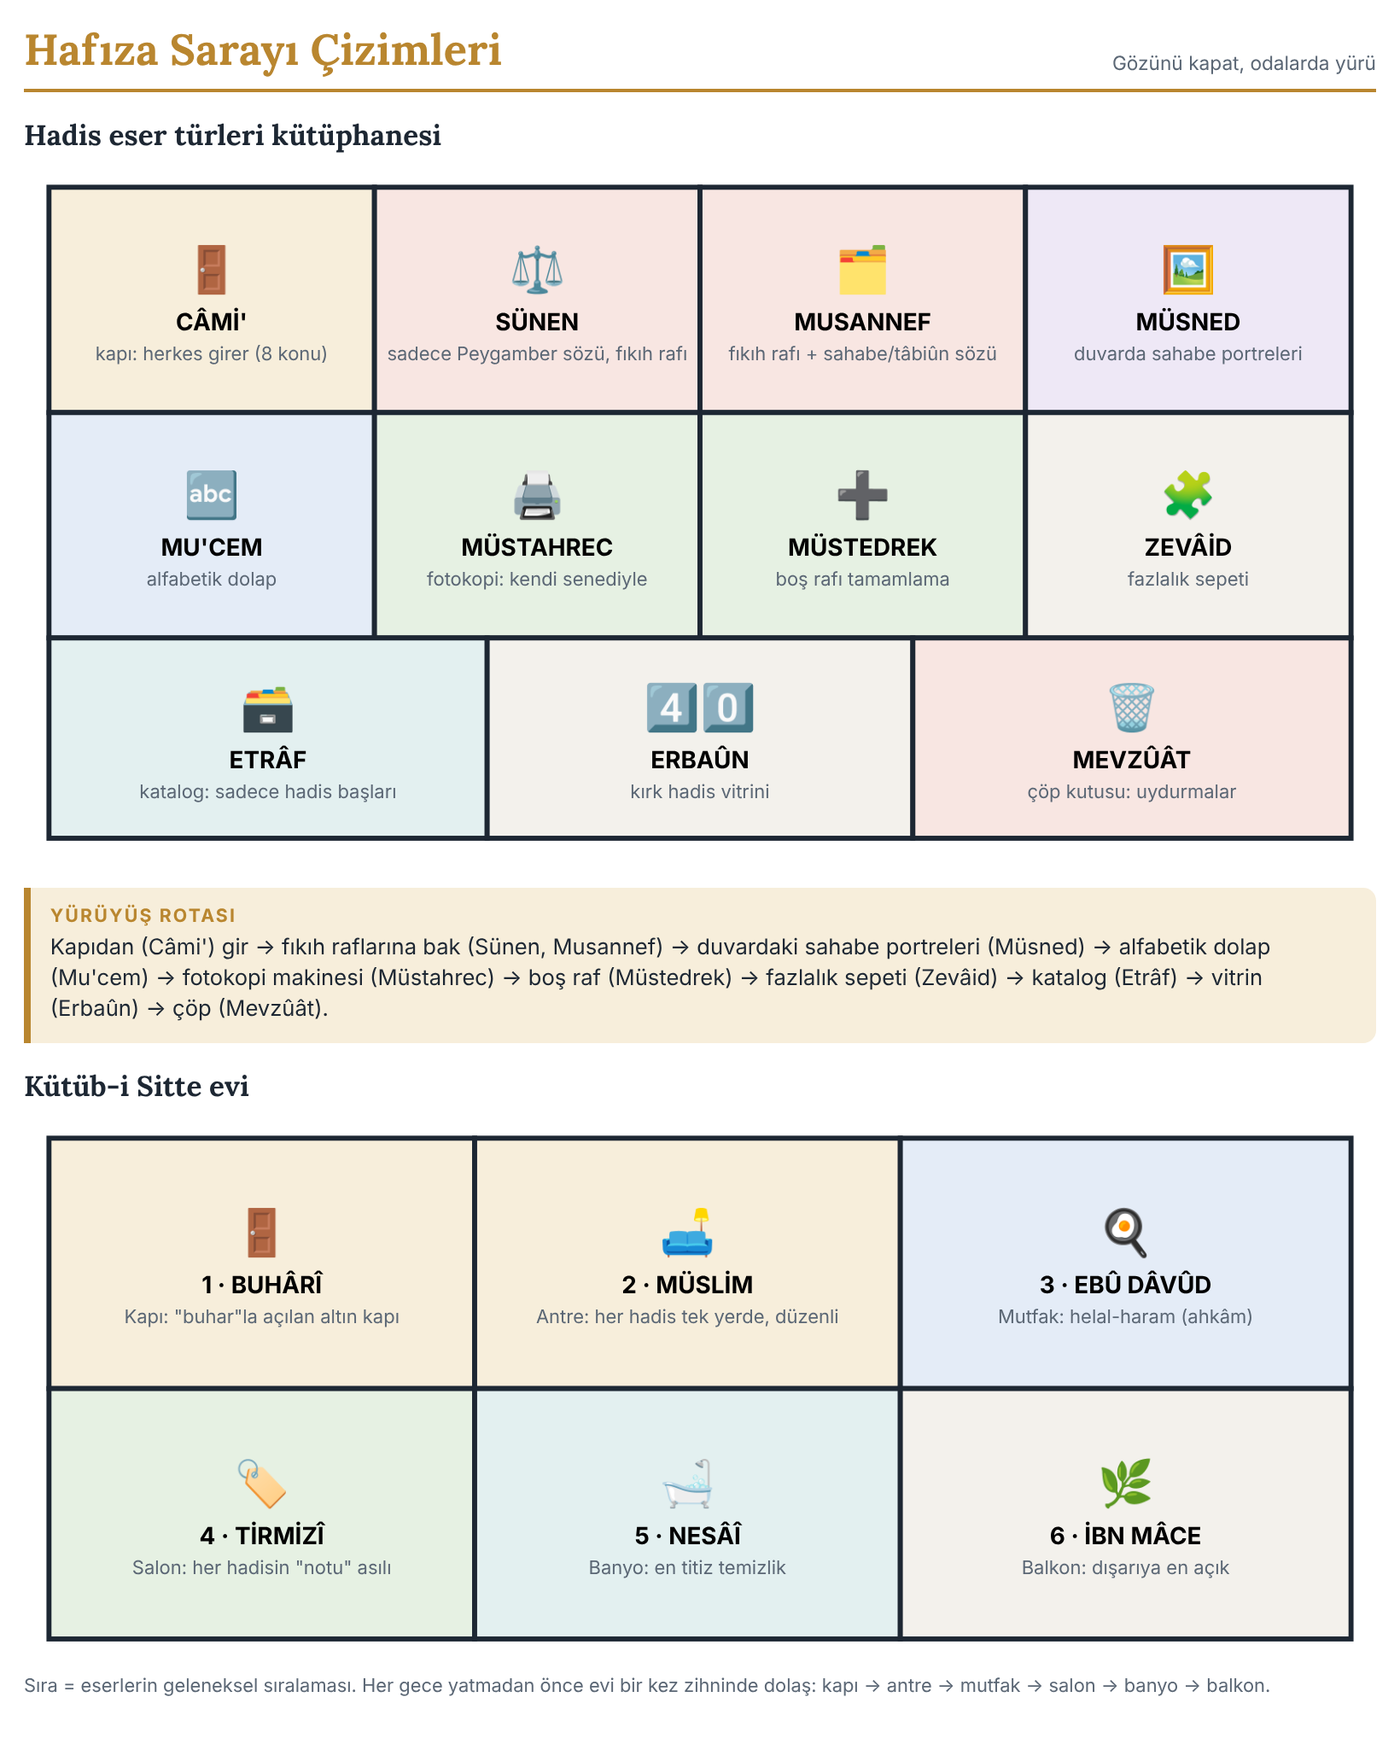 Hafıza Sarayı Çizimleri
Gözünü kapat, odalarda yürü
Hadis eser türleri kütüphanesi
CÂMİ'
kapı: herkes girer (8 konu)
SÜNEN
sadece Peygamber sözü, fıkıh rafı
MUSANNEF
fıkıh rafı + sahabe/tâbiûn sözü
MÜSNED
duvarda sahabe portreleri
abc
MU'CEM
alfabetik dolap
MÜSTAHREC
fotokopi: kendi senediyle
MÜSTEDREK
boş rafı tamamlama
ZEVÂİD
fazlalık sepeti
ETRÂF
katalog: sadece hadis başları
40
ERBAÛN
kırk hadis vitrini
MEVZÛÂT
çöp kutusu: uydurmalar
YÜRÜYÜŞ ROTASI
Kapıdan (Câmi') gir → fıkıh raflarına bak (Sünen, Musannef) → duvardaki sahabe portreleri (Müsned) → alfabetik dolap
(Mu'cem) → fotokopi makinesi (Müstahrec) → boş raf (Müstedrek) → fazlalık sepeti (Zevâid) → katalog (Etrâf) → vitrin
(Erbaûn) → çöp (Mevzûât).
Kütüb-i Sitte evi
1 · BUHÂRÎ
Kapı: "buhar"la açılan altın kapı
2 · MÜSLİM
Antre: her hadis tek yerde, düzenli
3 · EBÛ DÂVÛD
Mutfak: helal-haram (ahkâm)
4 · TİRMİZÎ
Salon: her hadisin "notu" asılı
5 · NESÂÎ
Banyo: en titiz temizlik
6 · İBN MÂCE
Balkon: dışarıya en açık
Sıra = eserlerin geleneksel sıralaması. Her gece yatmadan önce evi bir kez zihninde dolaş: kapı → antre → mutfak → salon → banyo → balkon.